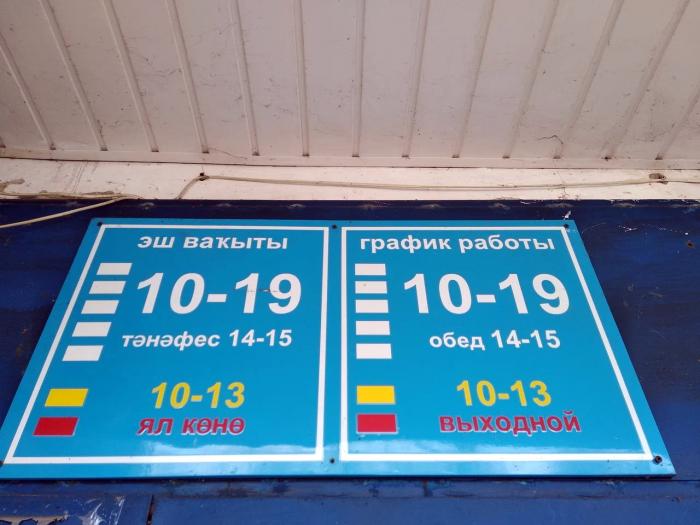 эш ваҡыты
10-19
тәнәфес 14-15
10-13
ял көнө
график работы
10-19
обед 14-15
10-13
выходной